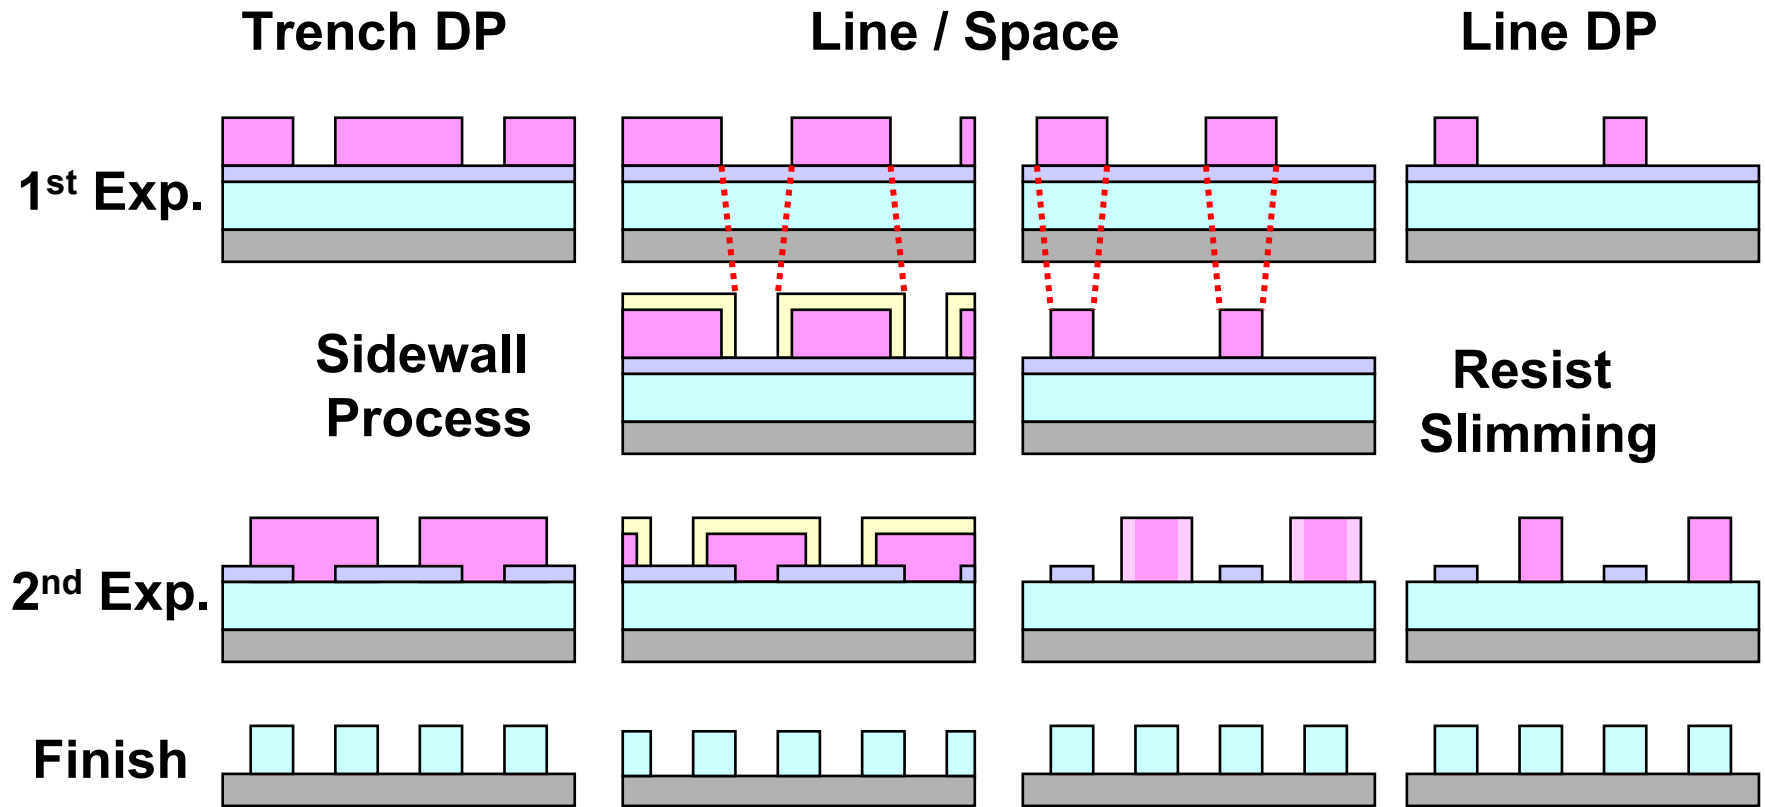 Trench DP
Line / Space
Line DP
1st Exp.
Sidewall
Process
Resist
Slimming
2nd Exp.
Finish